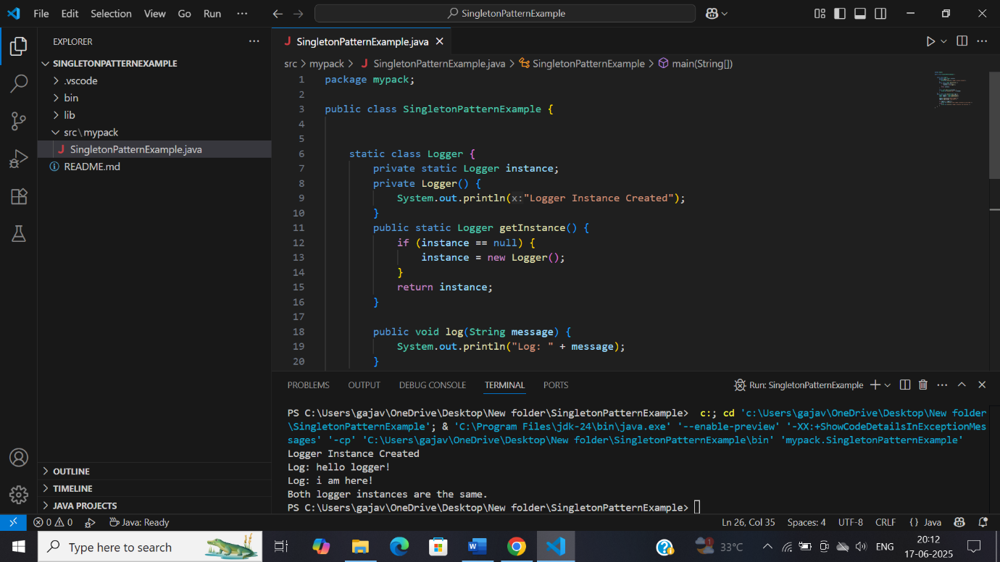 File Edit Selection View Go Run ··· SingletonPatternExample
EXPLORER ···
SINGLETONPATTERNEXAMPLE
.vscode
bin
lib
src\mypack
J SingletonPatternExample.java
README.md
OUTLINE
TIMELINE
JAVA PROJECTS
J SingletonPatternExample.java
src > mypack > J SingletonPatternExample.java > SingletonPatternExample > main(String[])
1 package mypack;
2
3 public class SingletonPatternExample {
4
5
6 static class Logger {
7 private static Logger instance;
8 private Logger() {
9 System.out.println(x:"Logger Instance Created");
10 }
11 public static Logger getInstance() {
12 if (instance == null) {
13 instance = new Logger();
14 }
15 return instance;
16 }
17
18 public void log(String message) {
19 System.out.println("Log: " + message);
20 }
PROBLEMS OUTPUT DEBUG CONSOLE TERMINAL PORTS Run: SingletonPatternExample
PS C:\Users\gajav\OneDrive\Desktop\New folder\SingletonPatternExample> c:; cd 'c:\Users\gajav\OneDrive\Desktop\New folder
\SingletonPatternExample'; & 'C:\Program Files\jdk-24\bin\java.exe' '--enable-preview' '-XX:+ShowCodeDetailsInExceptionMes
sages' '-cp' 'C:\Users\gajav\OneDrive\Desktop\New folder\SingletonPatternExample\bin' 'mypack.SingletonPatternExample'
Logger Instance Created
Log: hello logger!
Log: i am here!
Both logger instances are the same.
PS C:\Users\gajav\OneDrive\Desktop\New folder\SingletonPatternExample>
0 0 Java: Ready Ln 26, Col 35 Spaces: 4 UTF-8 CRLF {} Java
Type here to search 1 33°C ENG 20:12
17-06-2025